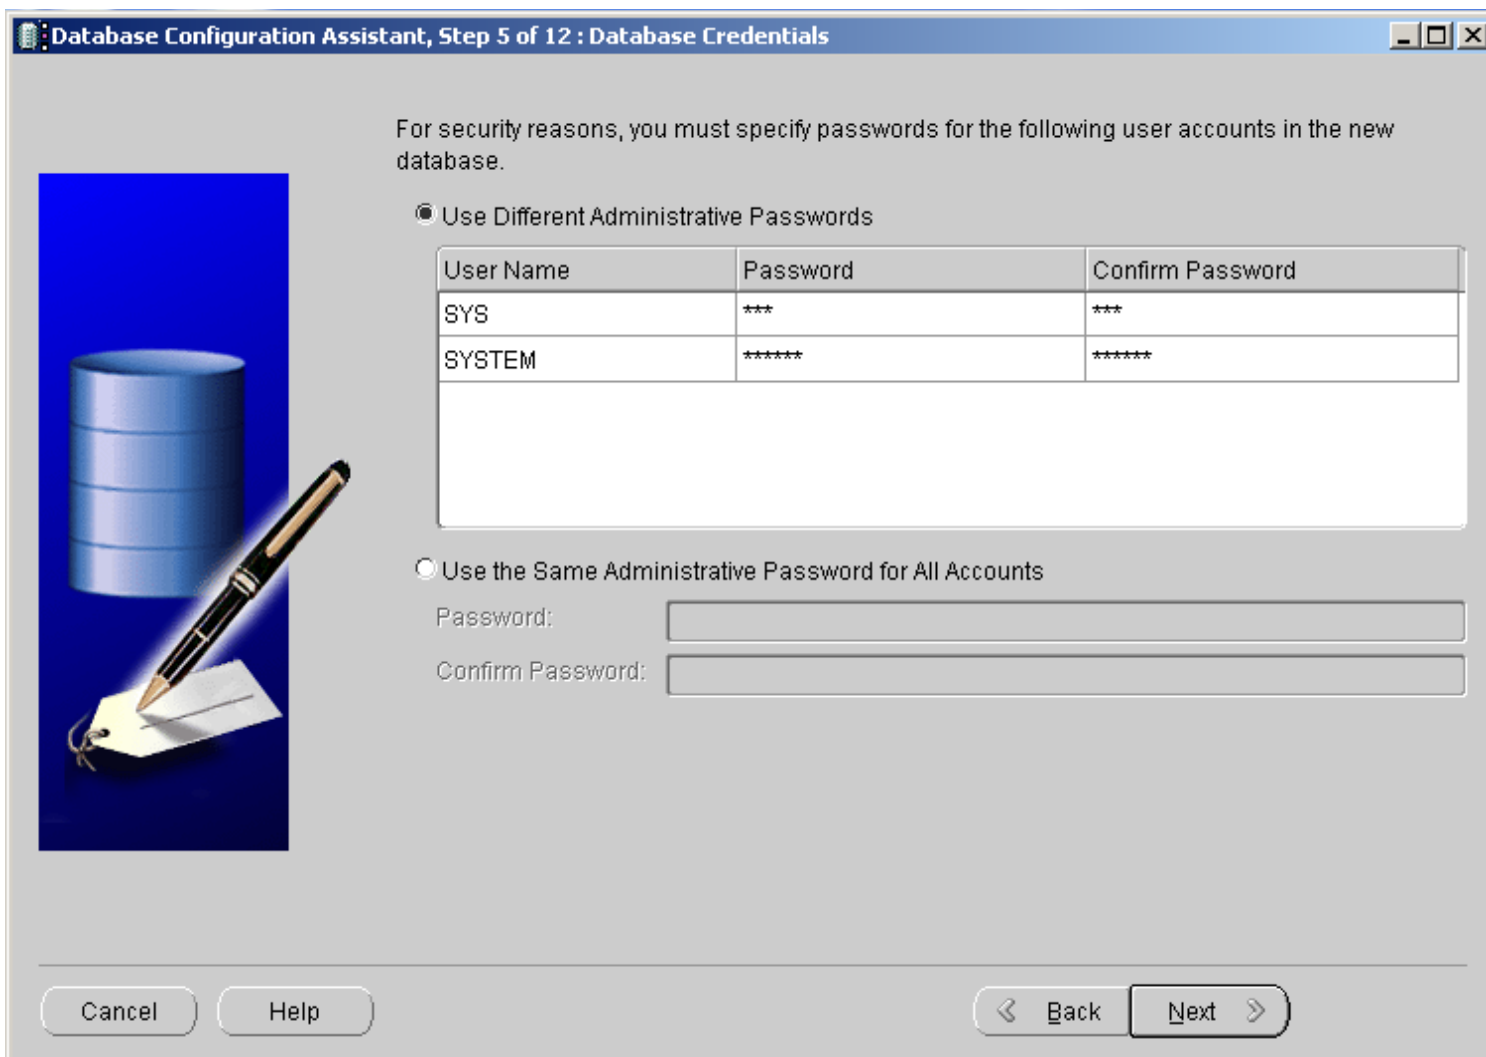 Database Configuration Assistant, Step 5 of 12 : Database Credentials
For security reasons, you must specify passwords for the following user accounts in the new
database.
Use Different Administrative Passwords
User Name Password Confirm Password
SYS *** ***
SYSTEM ****** ******
Use the Same Administrative Password for All Accounts
Password:
Confirm Password:
Cancel Help Back Next